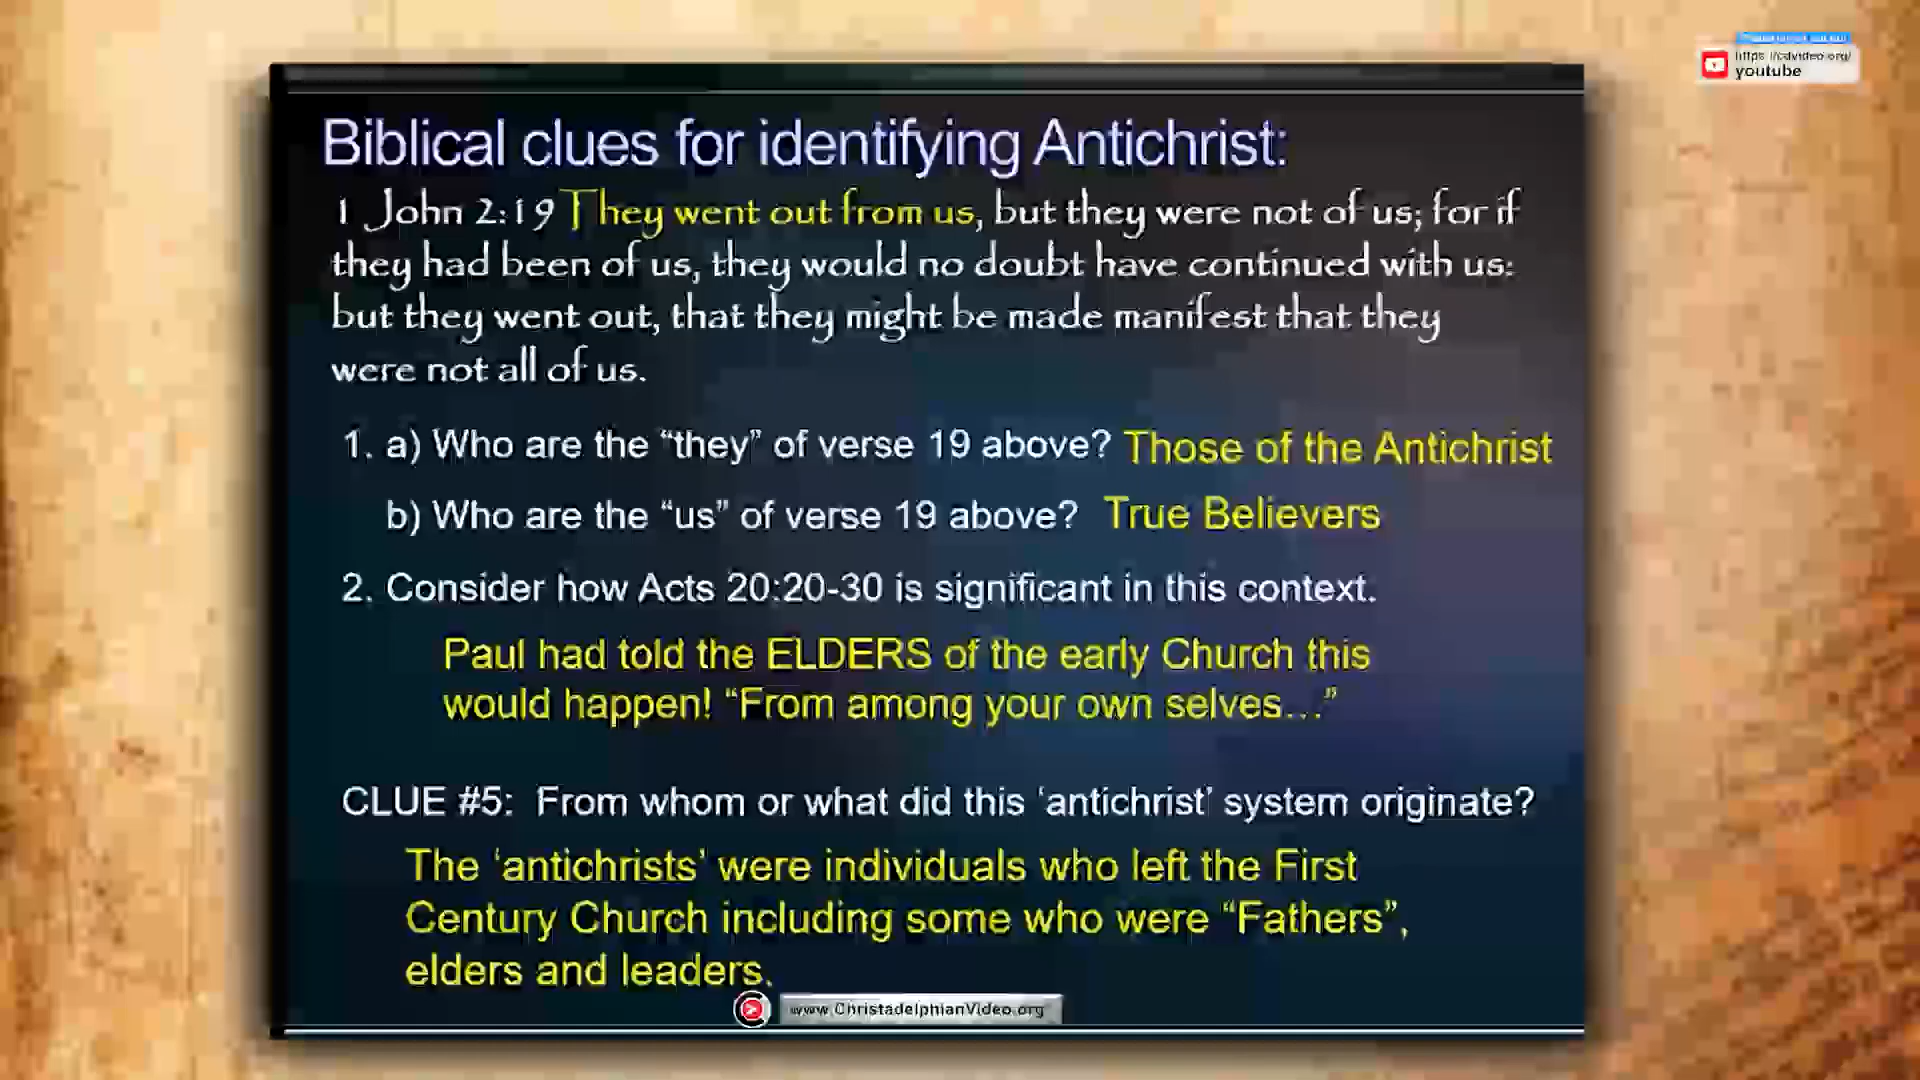 https://cdvideo.org/
youtube
Biblical clues for identifying Antichrist:
1 John 2:19 They went out from us, but they were not of us; for if
they had been of us, they would no doubt have continued with us:
but they went out, that they might be made manifest that they
were not all of us.
1. a) Who are the “they” of verse 19 above? Those of the Antichrist
b) Who are the “us” of verse 19 above? True Believers
2. Consider how Acts 20:20-30 is significant in this context.
Paul had told the ELDERS of the early Church this
would happen! “From among your own selves...”
CLUE #5: From whom or what did this ‘antichrist’ system originate?
The ‘antichrists’ were individuals who left the First
Century Church including some who were “Fathers”,
elders and leaders.
www.ChristadelphianVideo.org